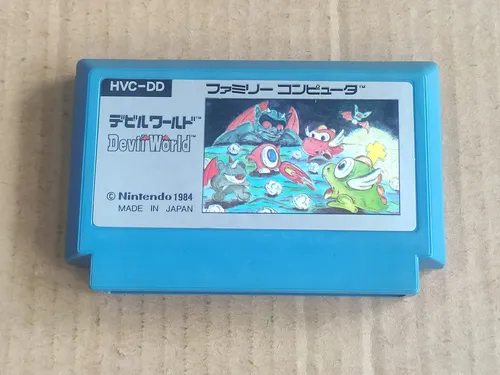 HVC-DD
ファミリー コンピュータ™
デビルワールド™
Devil World™
© Nintendo 1984
MADE IN JAPAN